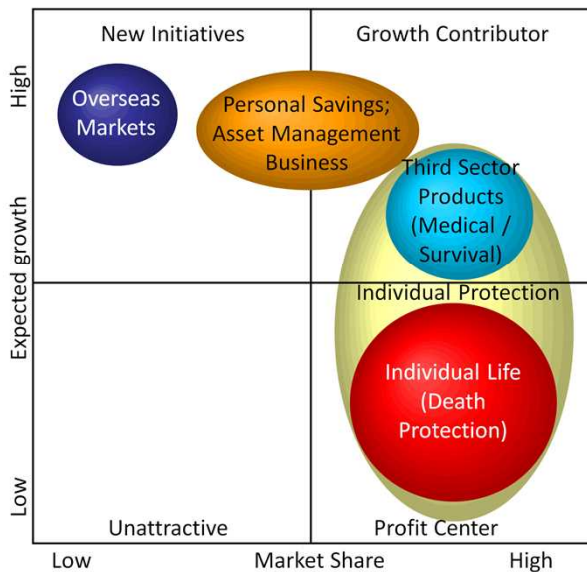 New Initiatives
Growth Contributor
High
Overseas
Markets
Personal Savings;
Asset Management
Business
Third Sector
Products
(Medical /
Survival)
Expected growth
Individual Protection
Individual Life
(Death
Protection)
Low
Unattractive
Profit Center
Low
Market Share
High